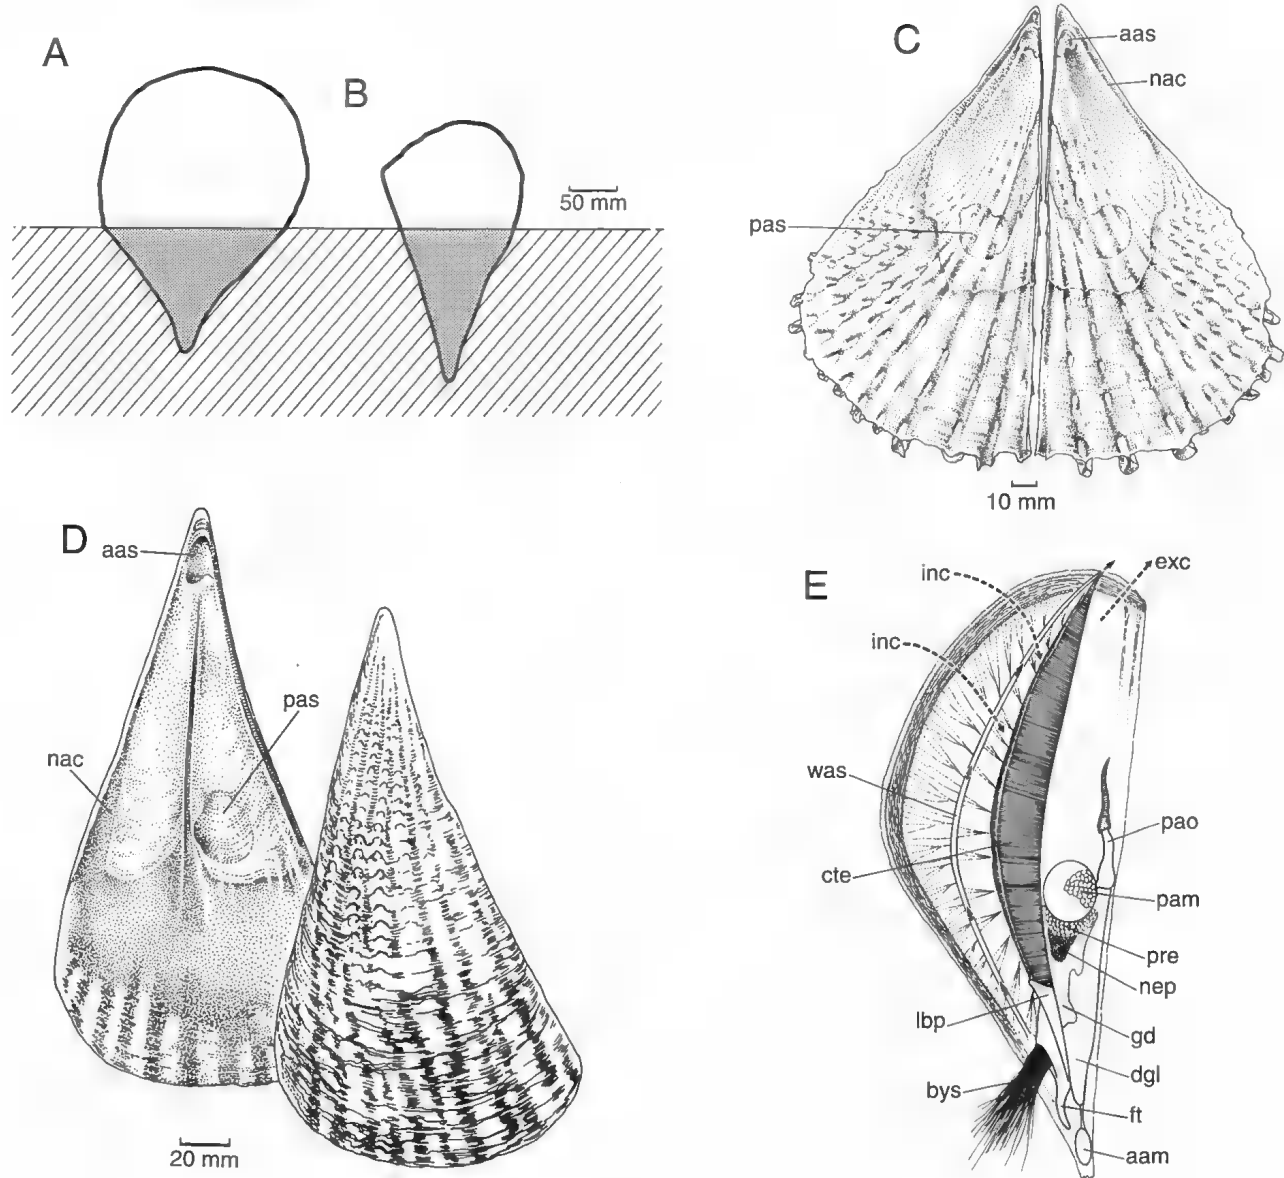 A
B
50 mm
C
aas
nac
pas
10 mm
D
aas
pas
nac
20 mm
E
inc
exc
inc
was
pao
cte
pam
pre
nep
lbp
gd
dgl
bys
ft
aam